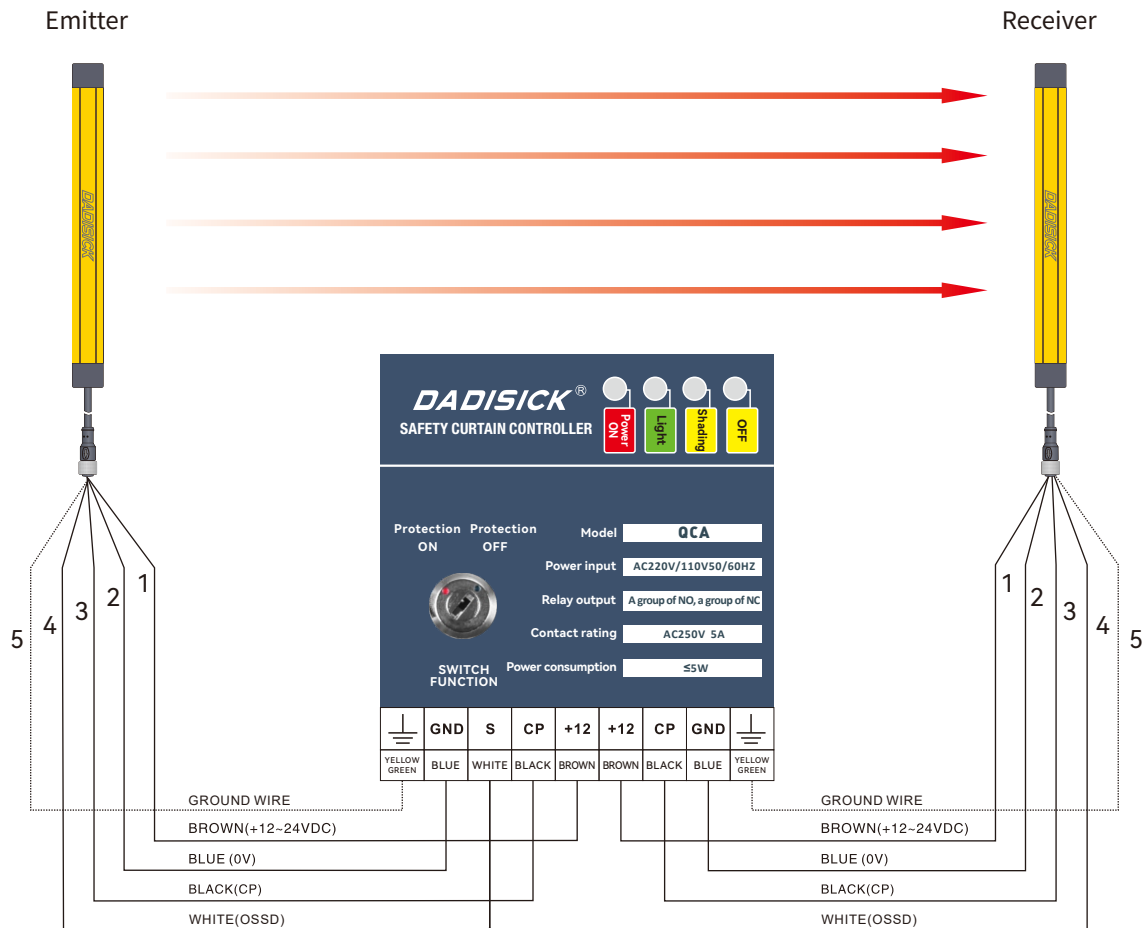 Emitter
Receiver
DADISICK
DADISICK
DADISICK®
SAFETY CURTAIN CONTROLLER
Power ON
Light
Shading
OFF
Protection ON
Protection OFF
SWITCH FUNCTION
Model QCA
Power input AC220V/110V50/60HZ
Relay output A group of NO, a group of NC
Contact rating AC250V 5A
Power consumption ≤5W
5 4 3 2 1
1 2 3 4 5
GND S CP +12 +12 CP GND
YELLOW GREEN BLUE WHITE BLACK BROWN BROWN BLACK BLUE YELLOW GREEN
GROUND WIRE
BROWN(+12~24VDC)
BLUE (0V)
BLACK(CP)
WHITE(OSSD)
GROUND WIRE
BROWN(+12~24VDC)
BLUE (0V)
BLACK(CP)
WHITE(OSSD)